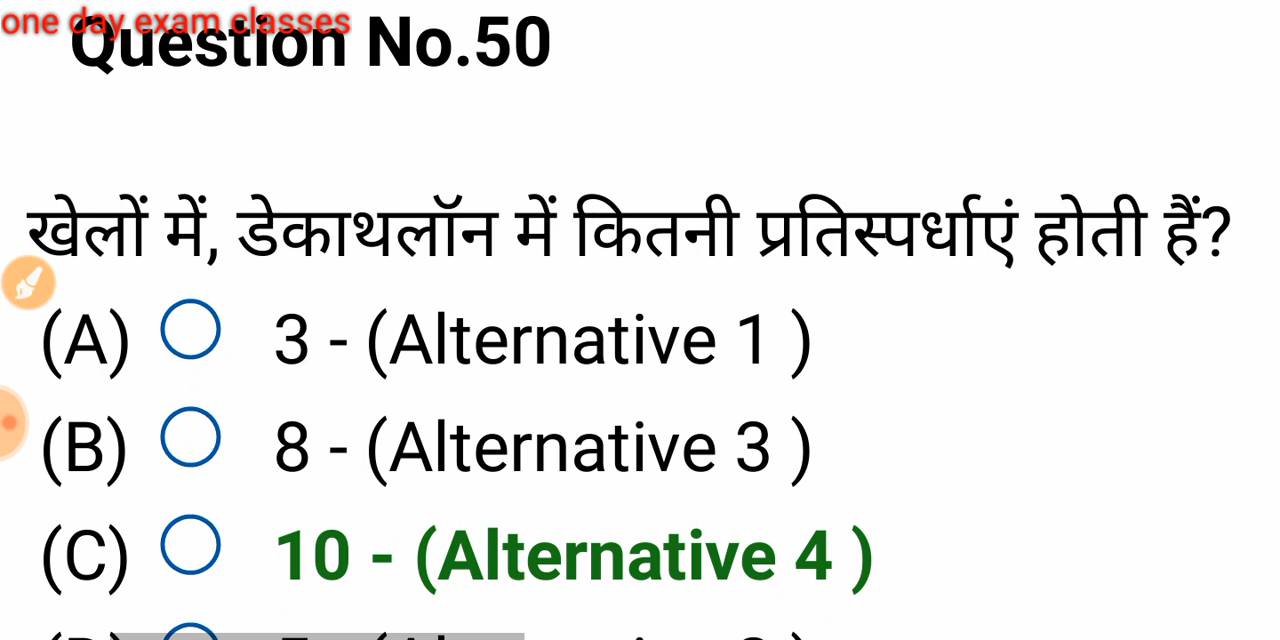 one day exam classes
Question No.50
खेलों में, डेकाथलॉन में कितनी प्रतिस्पर्धाएं होती हैं?
(A) 3 - (Alternative 1 )
(B) 8 - (Alternative 3 )
(C) 10 - (Alternative 4 )